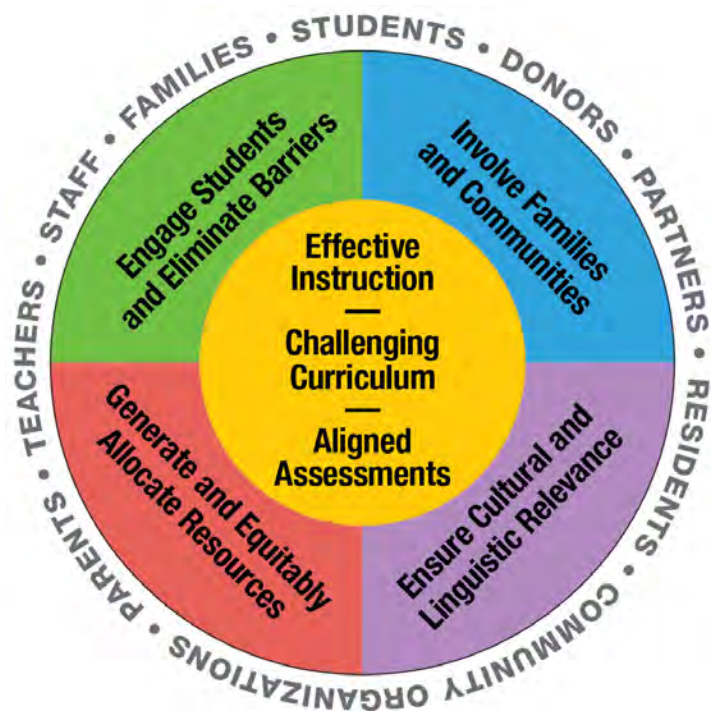 TEACHERS • STAFF • FAMILIES • STUDENTS • DONORS • PARTNERS • RESIDENTS • COMMUNITY ORGANIZATIONS • PARENTS •
Engage Students
and Eliminate Barriers
Involve Families
and Communities
Effective
Instruction
Challenging
Curriculum
Aligned
Assessments
Generate and Equitably
Allocate Resources
Ensure Cultural and
Linguistic Relevance